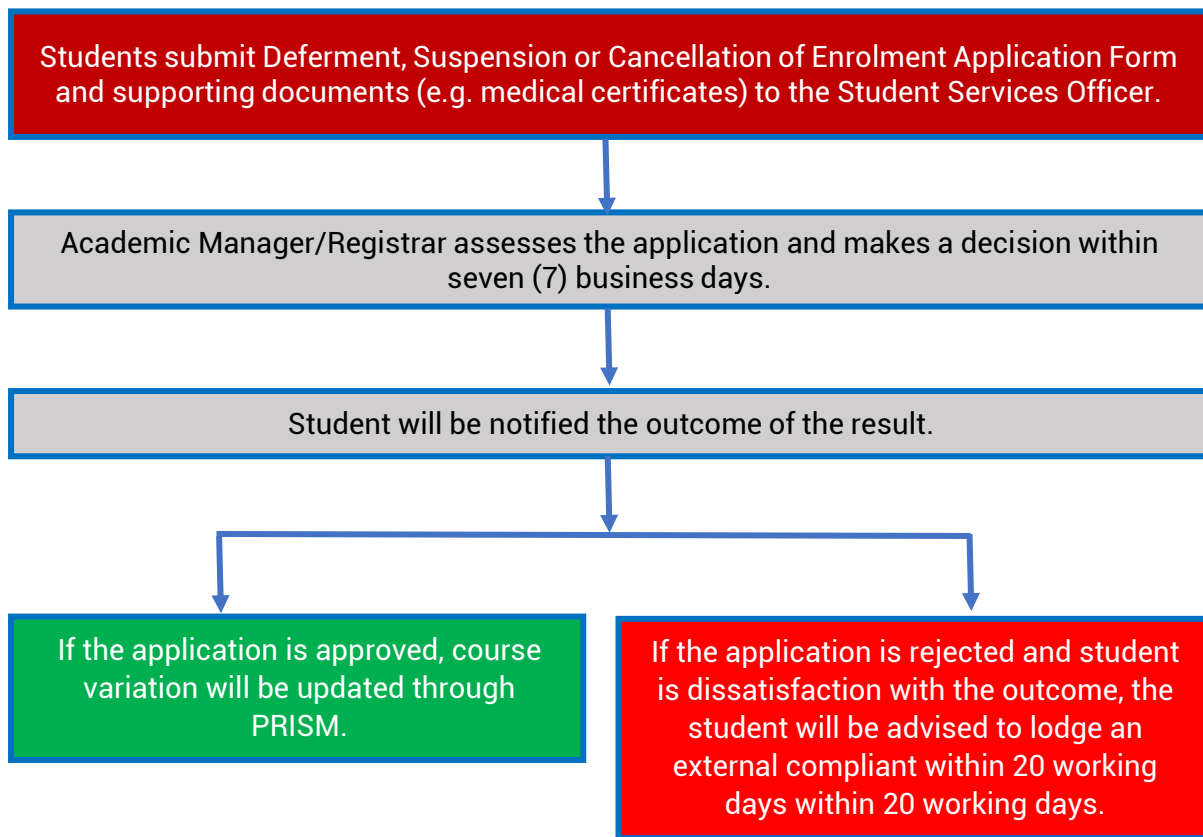 Students submit Deferment, Suspension or Cancellation of Enrolment Application Form
and supporting documents (e.g. medical certificates) to the Student Services Officer.
Academic Manager/Registrar assesses the application and makes a decision within
seven (7) business days.
Student will be notified the outcome of the result.
If the application is approved, course
variation will be updated through
PRISM.
If the application is rejected and student
is dissatisfaction with the outcome, the
student will be advised to lodge an
external compliant within 20 working
days within 20 working days.